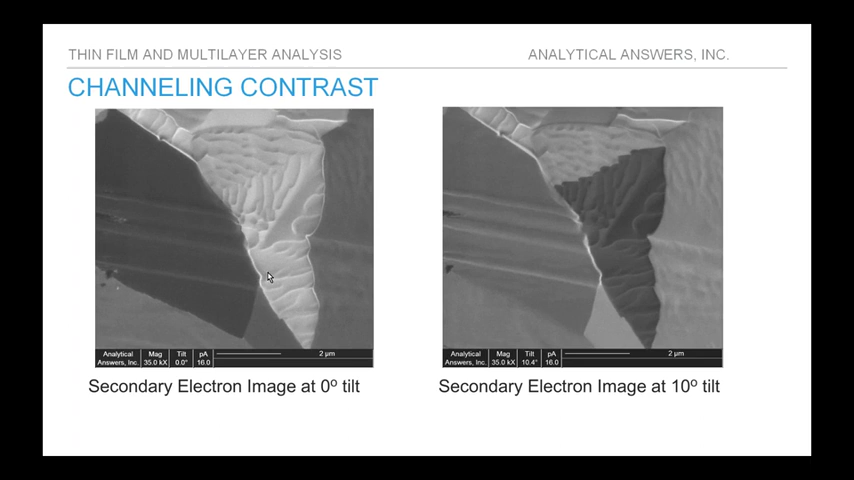 THIN FILM AND MULTILAYER ANALYSIS
ANALYTICAL ANSWERS, INC.
CHANNELING CONTRAST
Analytical Mag Tilt pA 2 µm
Answers, Inc. 35.0 kX 0.0° 16.0
Analytical Mag Tilt pA 2 µm
Answers, Inc. 35.0 kX 10.4° 16.0
Secondary Electron Image at 0º tilt
Secondary Electron Image at 10º tilt